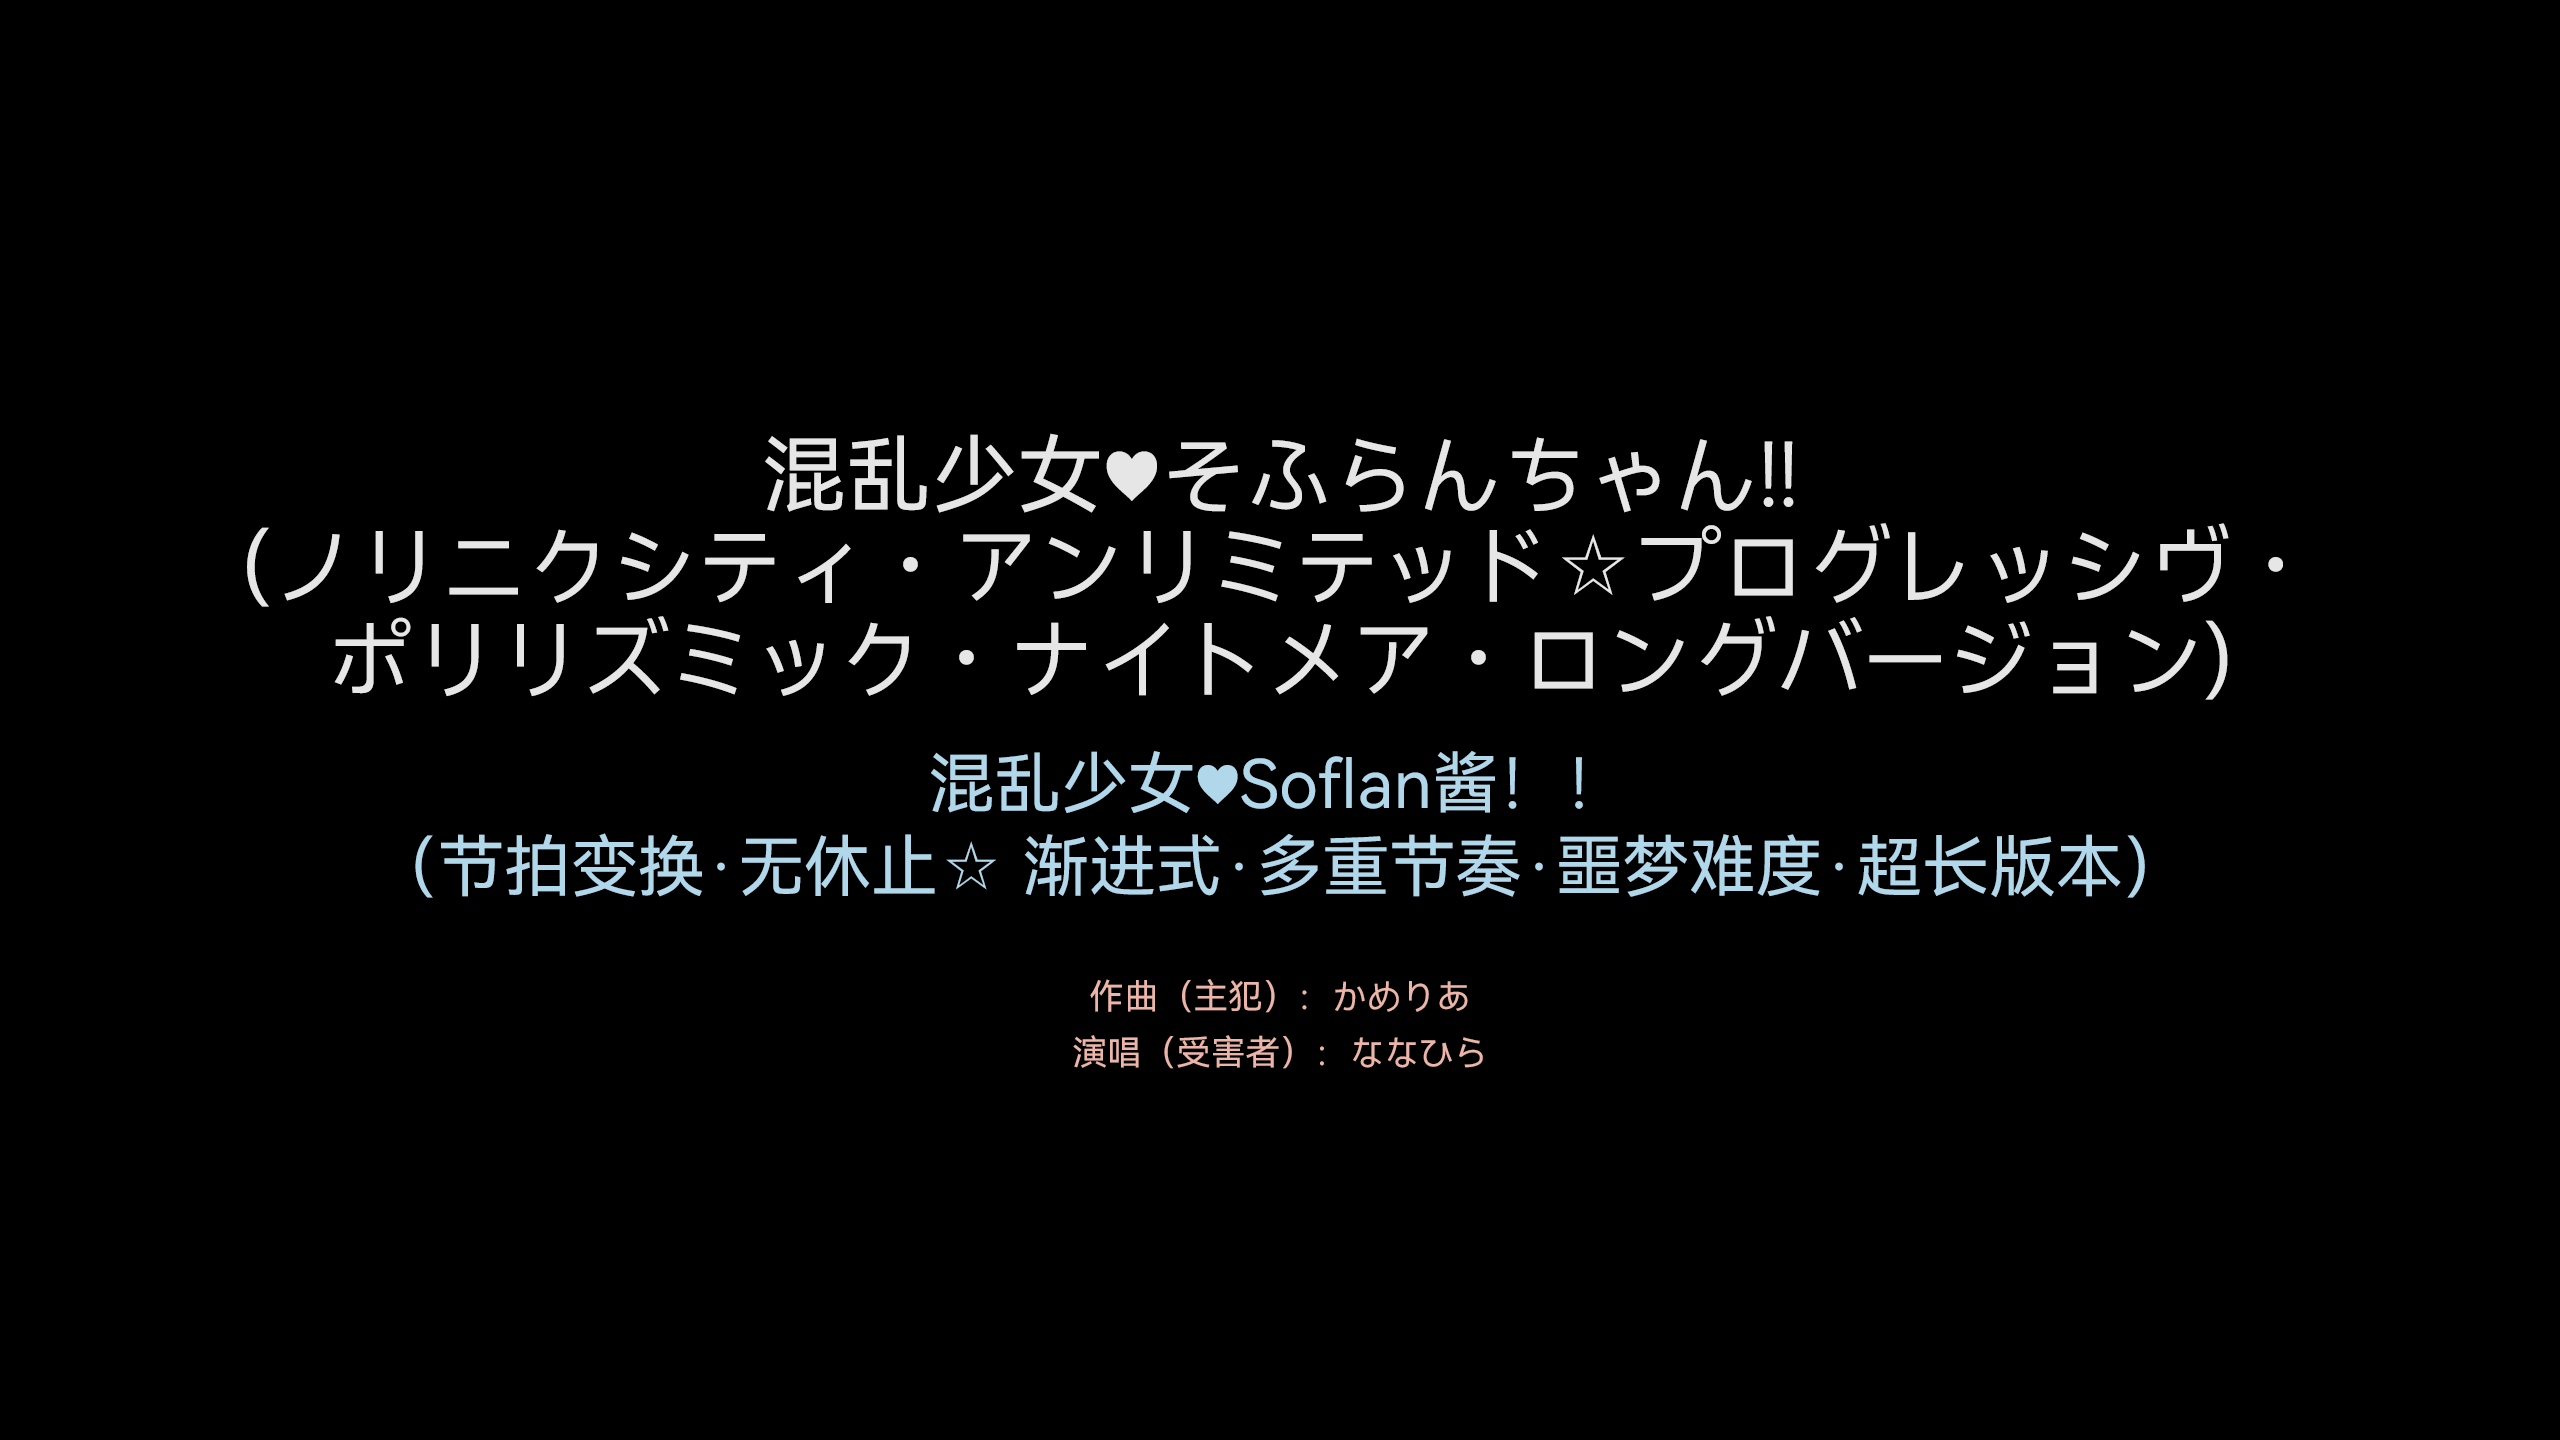 混乱少女♥そふらんちゃん!!
(ノリニクシティ・アンリミテッド☆プログレッシヴ・
ポリリズミック・ナイトメア・ロングバージョン)
混乱少女♥Soflan酱！！
（节拍变换·无休止☆ 渐进式·多重节奏·噩梦难度·超长版本）
作曲（主犯）：かめりあ
演唱（受害者）：ななひら